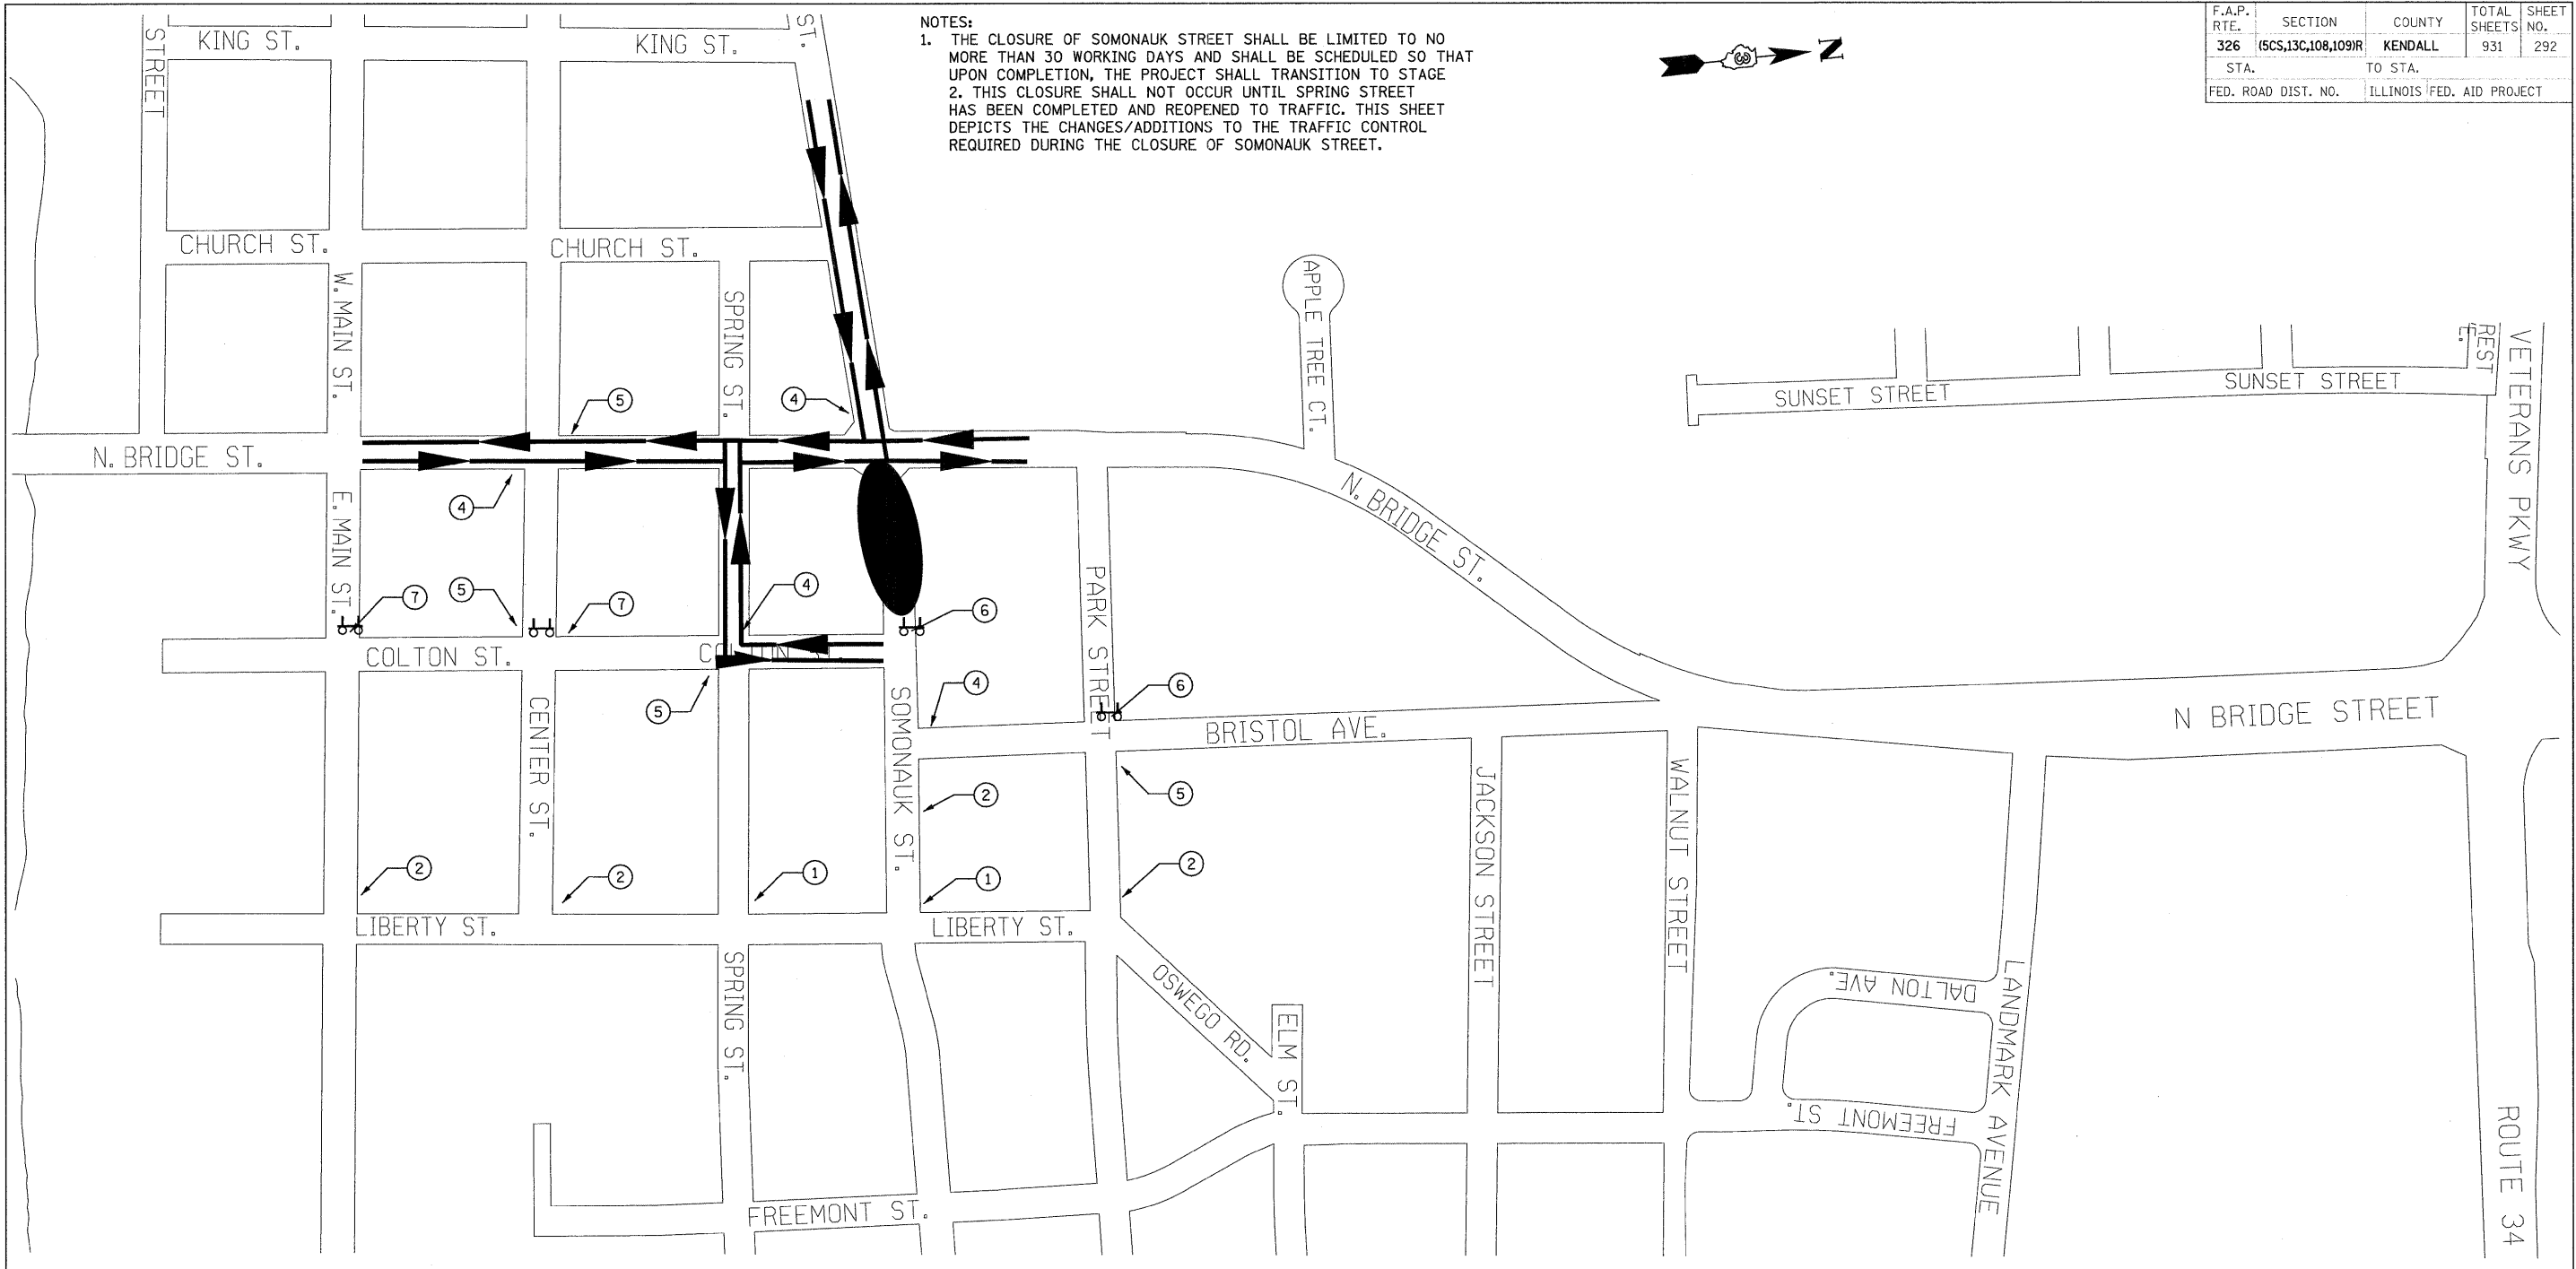 NOTES:
1. THE CLOSURE OF SOMONAUK STREET SHALL BE LIMITED TO NO
MORE THAN 30 WORKING DAYS AND SHALL BE SCHEDULED SO THAT
UPON COMPLETION, THE PROJECT SHALL TRANSITION TO STAGE
2. THIS CLOSURE SHALL NOT OCCUR UNTIL SPRING STREET
HAS BEEN COMPLETED AND REOPENED TO TRAFFIC. THIS SHEET
DEPICTS THE CHANGES/ADDITIONS TO THE TRAFFIC CONTROL
REQUIRED DURING THE CLOSURE OF SOMONAUK STREET.
N
F.A.P. RTE. SECTION COUNTY TOTAL SHEETS SHEET NO.
326 (5CS,13C,108,109)R KENDALL 931 292
STA. TO STA.
FED. ROAD DIST. NO. ILLINOIS FED. AID PROJECT
STREET
KING ST.
KING ST.
ST.
CHURCH ST.
CHURCH ST.
W. MAIN ST.
SPRING ST.
APPLE TREE CT.
SUNSET STREET
SUNSET STREET
REST
VETERANS PKWY
5
4
N. BRIDGE ST.
N. BRIDGE ST.
4
E. MAIN ST.
7
5
7
4
6
PARK STREET
COLTON ST.
5
4
6
CENTER ST.
SOMONAUK ST.
BRISTOL AVE.
N BRIDGE STREET
2
5
JACKSON STREET
WALNUT STREET
2
2
1
1
2
LIBERTY ST.
LIBERTY ST.
SPRING ST.
OSWEGO RD.
ELM ST.
DALTON AVE.
LANDMARK AVENUE
FREEMONT ST.
FREEMONT ST.
ROUTE 34